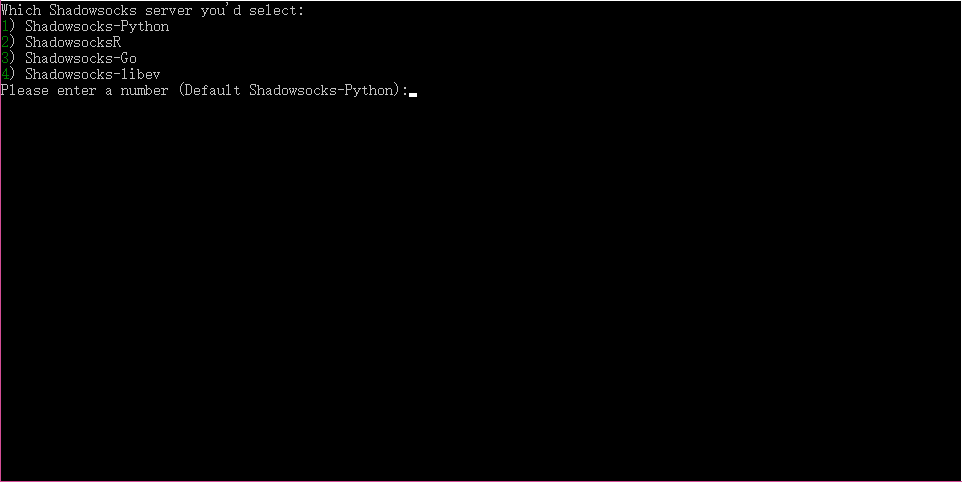 Which Shadowsocks server you'd select:
1) Shadowsocks-Python
2) ShadowsocksR
3) Shadowsocks-Go
4) Shadowsocks-libev
Please enter a number (Default Shadowsocks-Python):